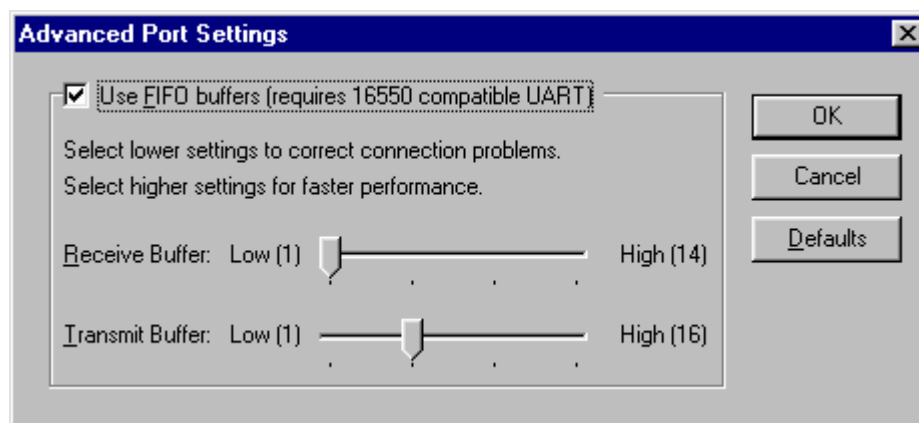 Advanced Port Settings
Use FIFO buffers (requires 16550 compatible UART)
Select lower settings to correct connection problems.
Select higher settings for faster performance.
Receive Buffer: Low (1) High (14)
Transmit Buffer: Low (1) High (16)
OK
Cancel
Defaults